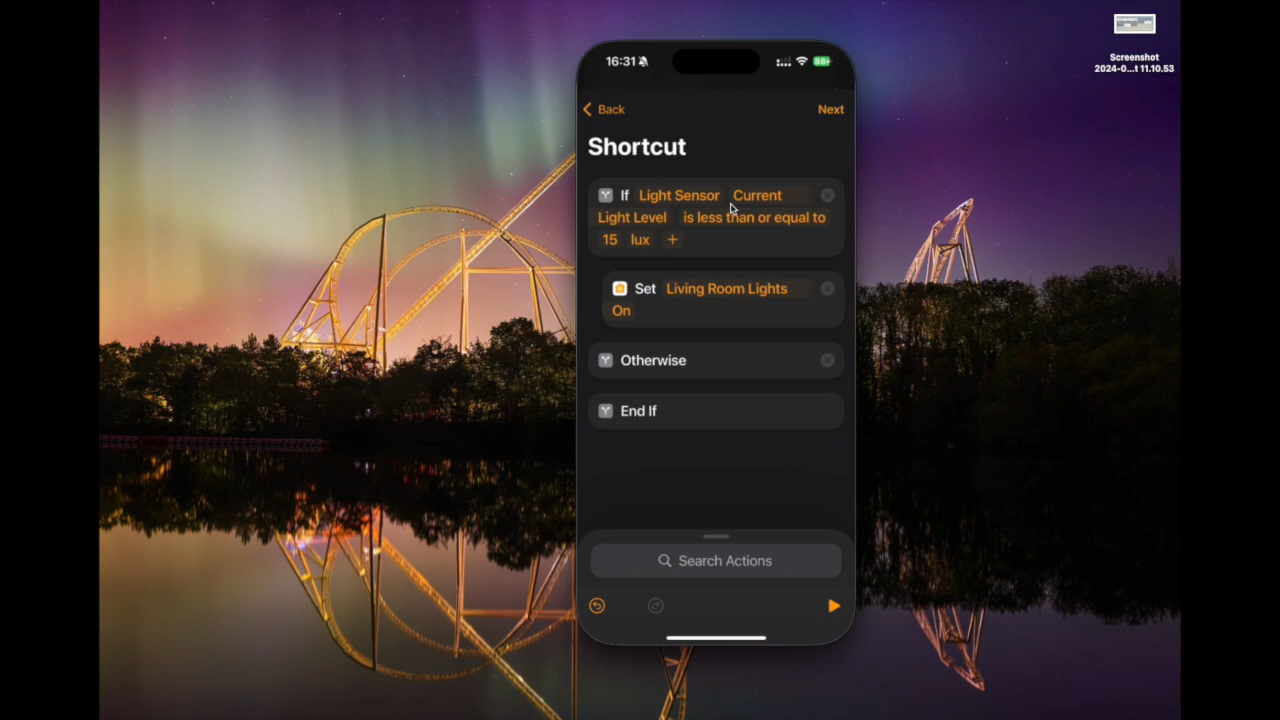 Screenshot
2024-0...t 11.10.53
16:31
88+
Back
Next
Shortcut
If Light Sensor Current
Light Level is less than or equal to
15 lux +
Set Living Room Lights
On
Otherwise
End If
Search Actions